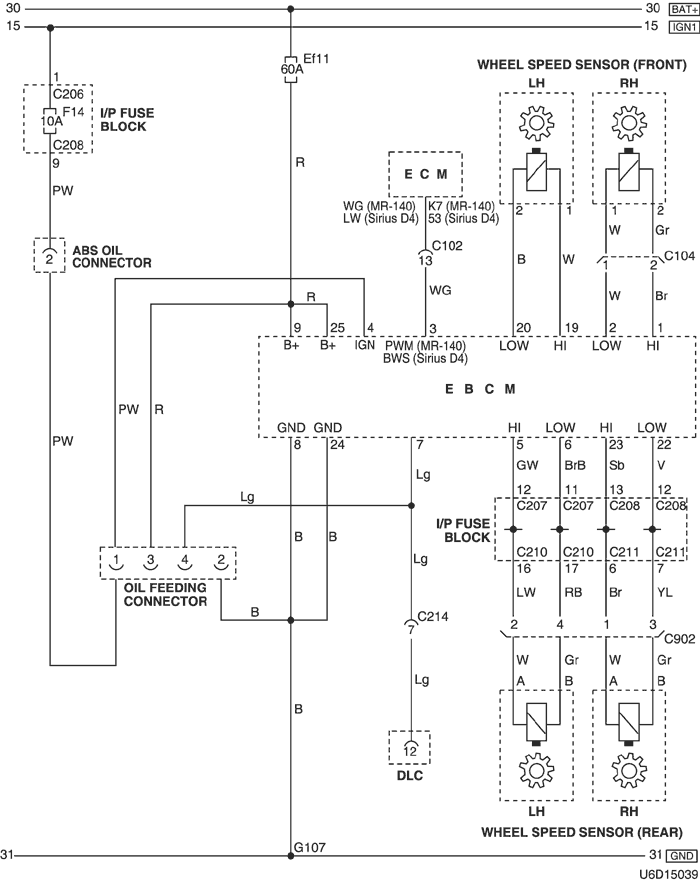 30 30 BAT+
15 15 IGN1
Ef11
60A
WHEEL SPEED SENSOR (FRONT)
LH RH
1
C206
F14
10A
I/P FUSE
BLOCK
C208
9
PW
R
E C M
WG (MR-140) K7 (MR-140)
LW (Sirius D4) 53 (Sirius D4)
2 1 1 2
W Gr
ABS OIL
CONNECTOR
2
C102
13
B W
C104
1 2
WG
W Br
R
9 25 4 3 20 19 2 1
B+ B+ IGN PWM (MR-140) LOW HI LOW HI
BWS (Sirius D4)
E B C M
PW R
GND GND HI LOW HI LOW
8 24 7 5 6 23 22
PW
Lg
GW BrB Sb V
12 11 13 12
Lg
C207 C207 C208 C208
I/P FUSE
BLOCK
B B
C210 C210 C211 C211
1 3 4 2
Lg
16 17 6 7
OIL FEEDING
CONNECTOR
LW RB Br YL
B
C214
7
2 4 1 3
C902
W Gr W Gr
Lg
A B A B
B
12
DLC
LH RH
WHEEL SPEED SENSOR (REAR)
G107
31 31 GND
U6D15039